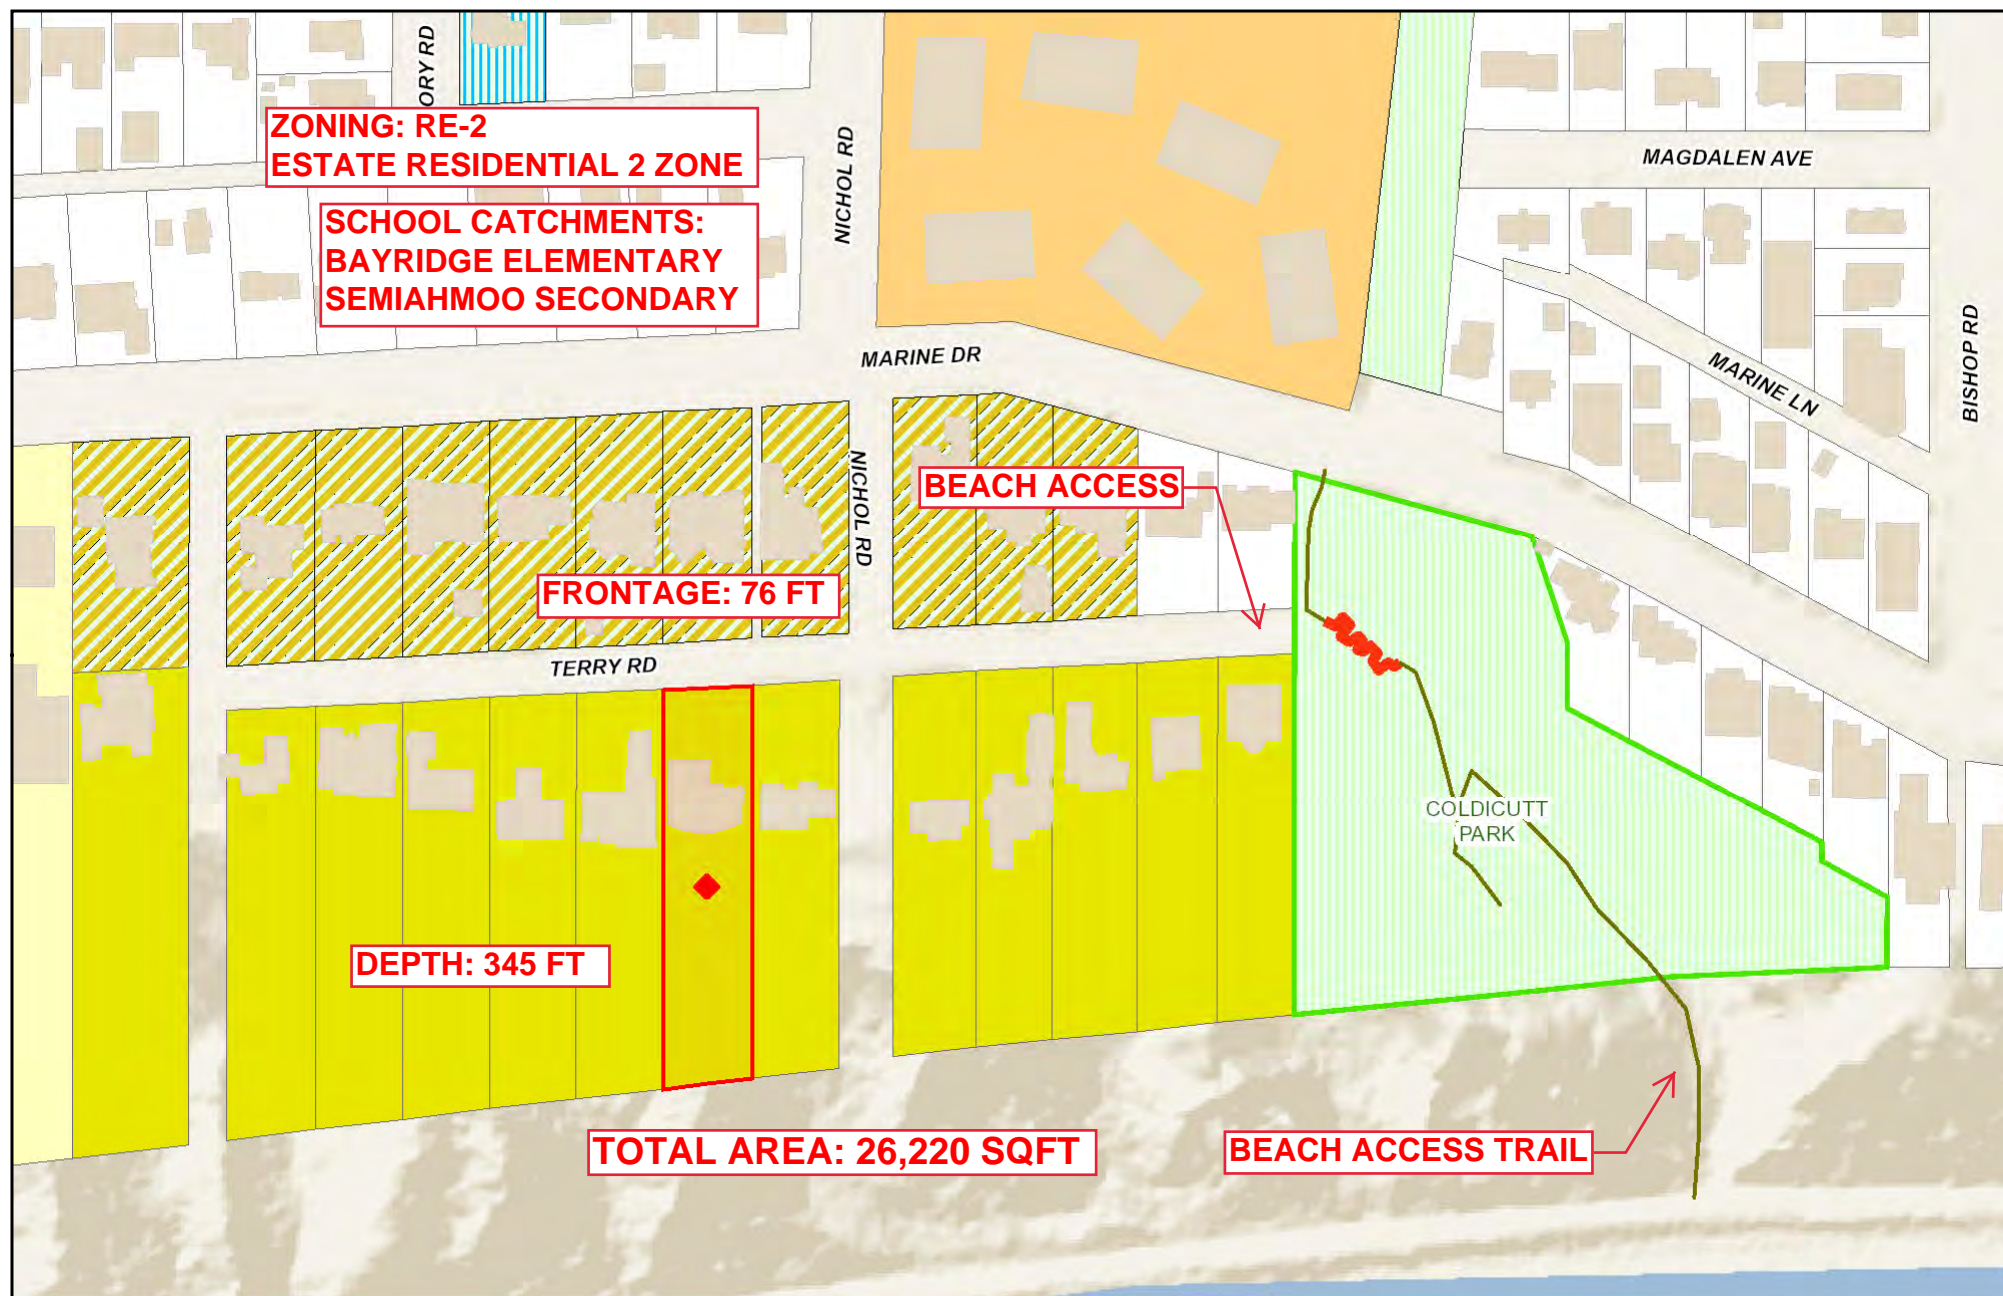 ORY RD
ZONING: RE-2
ESTATE RESIDENTIAL 2 ZONE
SCHOOL CATCHMENTS:
BAYRIDGE ELEMENTARY
SEMIAHMOO SECONDARY
NICHOL RD
MAGDALEN AVE
MARINE DR
MARINE LN
BISHOP RD
NICHOL RD
BEACH ACCESS
FRONTAGE: 76 FT
TERRY RD
COLDICUTT
PARK
DEPTH: 345 FT
TOTAL AREA: 26,220 SQFT
BEACH ACCESS TRAIL